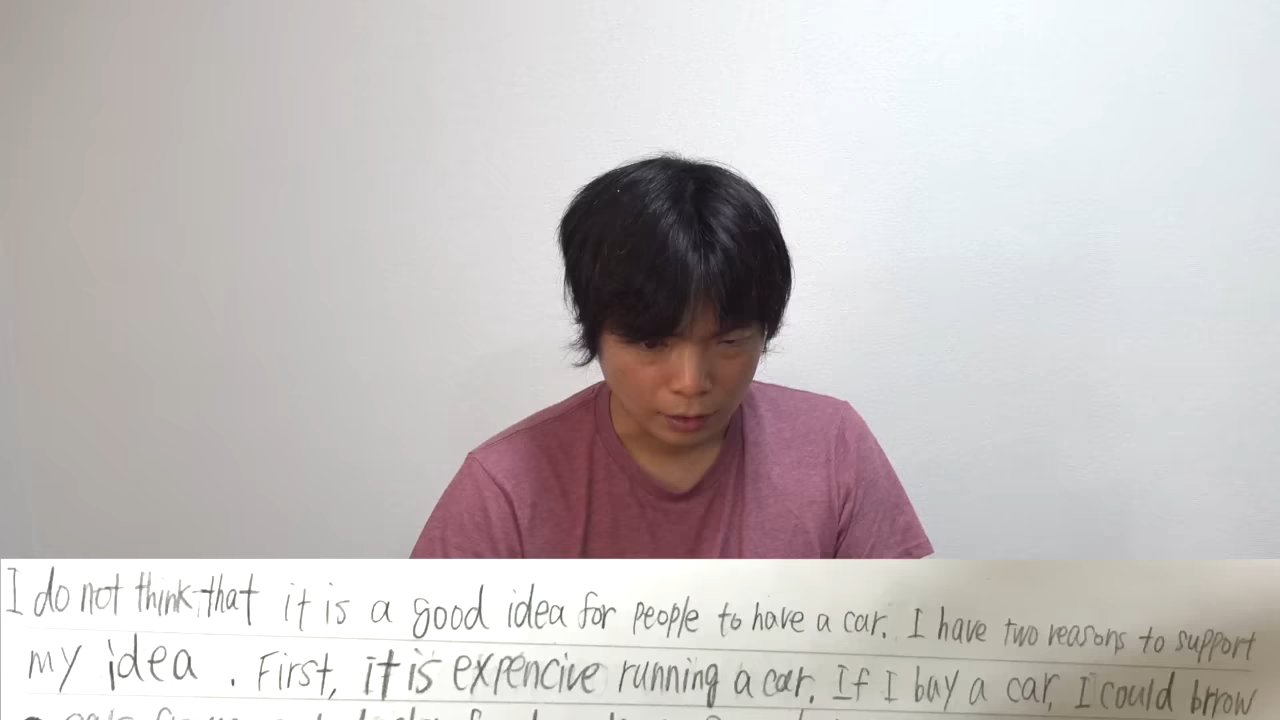 I do not think that it is a good idea for people to have a car. I have two reasons to support
my idea. First, it is expencive running a car. If I buy a car, I could brrow